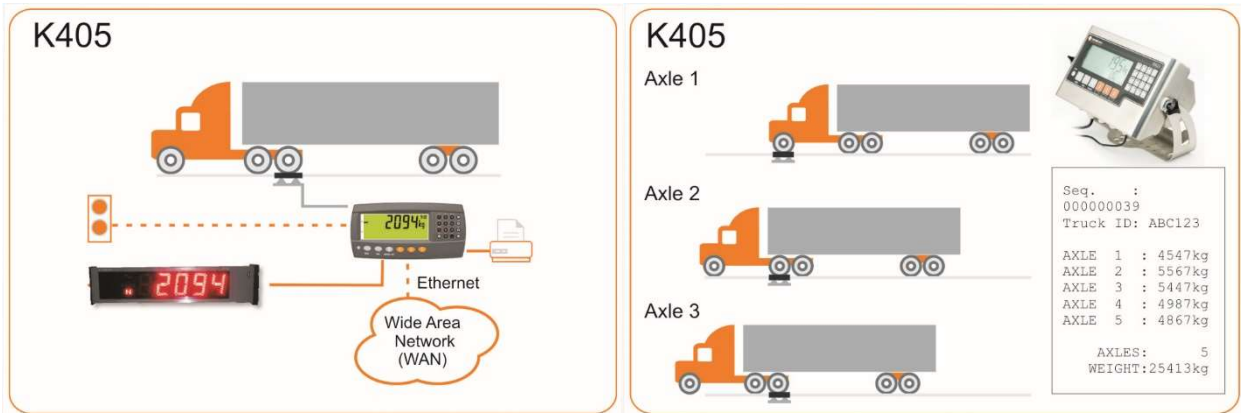 K405
2094kg
2094
Ethernet
Wide Area
Network
(WAN)
K405
Axle 1
Axle 2
Axle 3
Seq.    :
000000039
Truck ID: ABC123
AXLE  1  : 4547kg
AXLE  2  : 5567kg
AXLE  3  : 5447kg
AXLE  4  : 4987kg
AXLE  5  : 4867kg
AXLES:      5
WEIGHT:25413kg